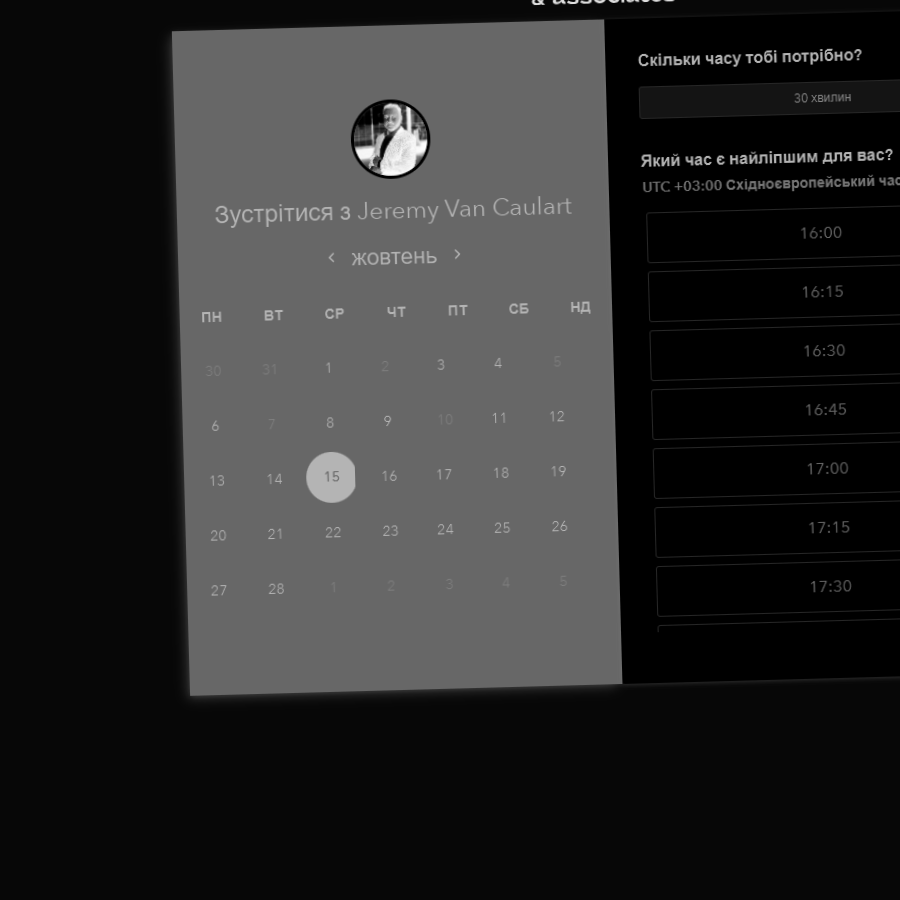 & associates
Зустрітися з Jeremy Van Caulart
‹ жовтень ›
ПН ВТ СР ЧТ ПТ СБ НД
30 31 1 2 3 4 5
6 7 8 9 10 11 12
13 14 15 16 17 18 19
20 21 22 23 24 25 26
27 28 1 2 3 4 5
Скільки часу тобі потрібно?
30 хвилин
Який час є найліпшим для вас?
UTC +03:00 Східноєвропейський час
16:00
16:15
16:30
16:45
17:00
17:15
17:30